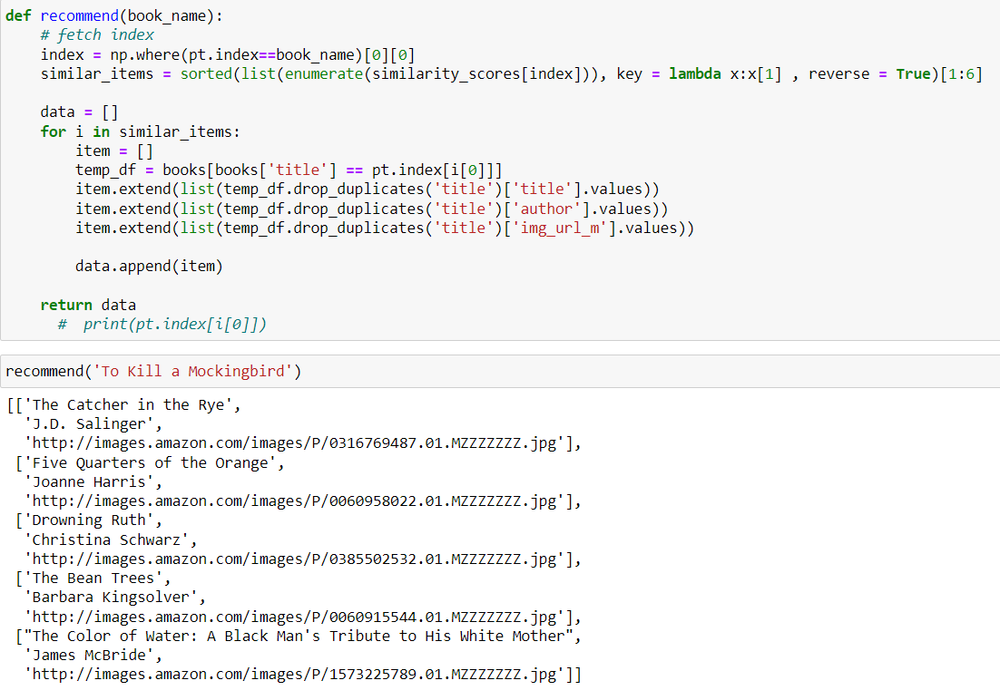 def recommend(book_name):
    # fetch index
    index = np.where(pt.index==book_name)[0][0]
    similar_items = sorted(list(enumerate(similarity_scores[index])), key = lambda x:x[1] , reverse = True)[1:6]
    data = []
    for i in similar_items:
        item = []
        temp_df = books[books['title'] == pt.index[i[0]]]
        item.extend(list(temp_df.drop_duplicates('title')['title'].values))
        item.extend(list(temp_df.drop_duplicates('title')['author'].values))
        item.extend(list(temp_df.drop_duplicates('title')['img_url_m'].values))
        data.append(item)
    return data
      #  print(pt.index[i[0]])
recommend('To Kill a Mockingbird')
[['The Catcher in the Rye',
  'J.D. Salinger',
  'http://images.amazon.com/images/P/0316769487.01.MZZZZZZZ.jpg'],
 ['Five Quarters of the Orange',
  'Joanne Harris',
  'http://images.amazon.com/images/P/0060958022.01.MZZZZZZZ.jpg'],
 ['Drowning Ruth',
  'Christina Schwarz',
  'http://images.amazon.com/images/P/0385502532.01.MZZZZZZZ.jpg'],
 ['The Bean Trees',
  'Barbara Kingsolver',
  'http://images.amazon.com/images/P/0060915544.01.MZZZZZZZ.jpg'],
 ["The Color of Water: A Black Man's Tribute to His White Mother",
  'James McBride',
  'http://images.amazon.com/images/P/1573225789.01.MZZZZZZZ.jpg']]